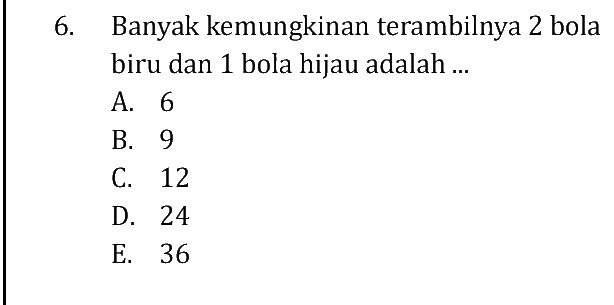 6. Banyak kemungkinan terambilnya 2 bola
biru dan 1 bola hijau adalah ...
A. 6
B. 9
C. 12
D. 24
E. 36